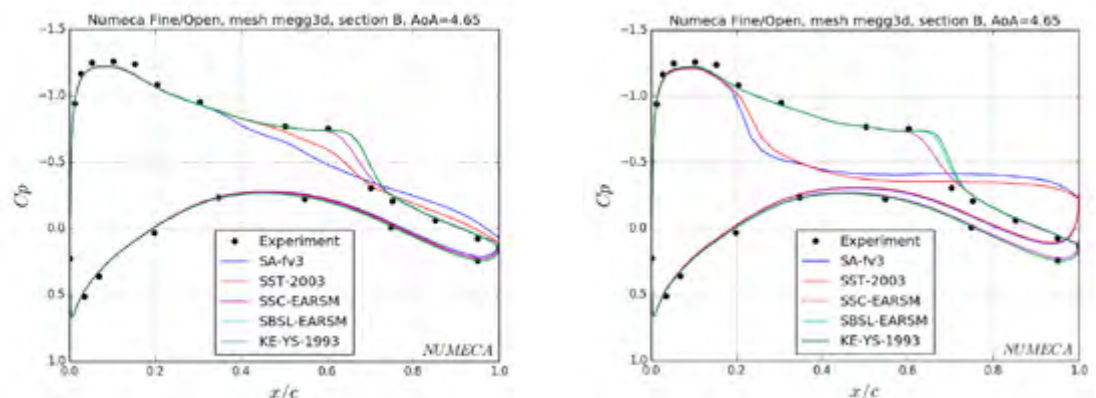 Numeca Fine/Open, mesh megg3d, section B, AoA=4.65
−1.5
−1.0
−0.5
0.0
0.5
1.0
Cp
Experiment
SA-fv3
SST-2003
SSC-EARSM
SBSL-EARSM
KE-YS-1993
NUMECA
0.0 0.2 0.4 0.6 0.8 1.0
x/c
Numeca Fine/Open, mesh megg3d, section B, AoA=4.65
−1.5
−1.0
−0.5
0.0
0.5
1.0
Cp
Experiment
SA-fv3
SST-2003
SSC-EARSM
SBSL-EARSM
KE-YS-1993
NUMECA
0.0 0.2 0.4 0.6 0.8 1.0
x/c